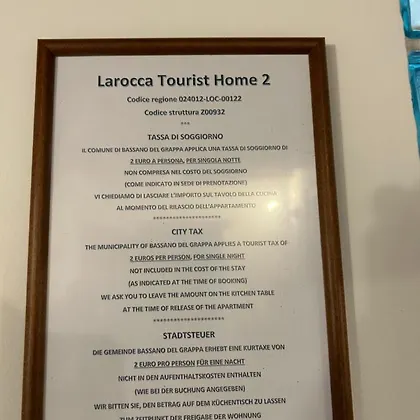 Larocca Tourist Home 2
Codice regione 024012-LOC-00122
Codice struttura Z00932
***
TASSA DI SOGGIORNO
IL COMUNE DI BASSANO DEL GRAPPA APPLICA UNA TASSA DI SOGGIORNO DI
2 EURO A PERSONA, PER SINGOLA NOTTE
NON COMPRESA NEL COSTO DEL SOGGIORNO
(COME INDICATO IN SEDE DI PRENOTAZIONE)
VI CHIEDIAMO DI LASCIARE L'IMPORTO SUL TAVOLO DELLA CUCINA
AL MOMENTO DEL RILASCIO DELL'APPARTAMENTO
********************
CITY TAX
THE MUNICIPALITY OF BASSANO DEL GRAPPA APPLIES A TOURIST TAX OF
2 EUROS PER PERSON, FOR SINGLE NIGHT
NOT INCLUDED IN THE COST OF THE STAY
(AS INDICATED AT THE TIME OF BOOKING)
WE ASK YOU TO LEAVE THE AMOUNT ON THE KITCHEN TABLE
AT THE TIME OF RELEASE OF THE APARTMENT
*********************
STADTSTEUER
DIE GEMEINDE BASSANO DEL GRAPPA ERHEBT EINE KURTAXE VON
2 EURO PRO PERSON FÜR EINE NACHT
NICHT IN DEN AUFENTHALTSKOSTEN ENTHALTEN
(WIE BEI DER BUCHUNG ANGEGEBEN)
WIR BITTEN SIE, DEN BETRAG AUF DEM KÜCHENTISCH ZU LASSEN
ZUM ZEITPUNKT DER FREIGABE DER WOHNUNG